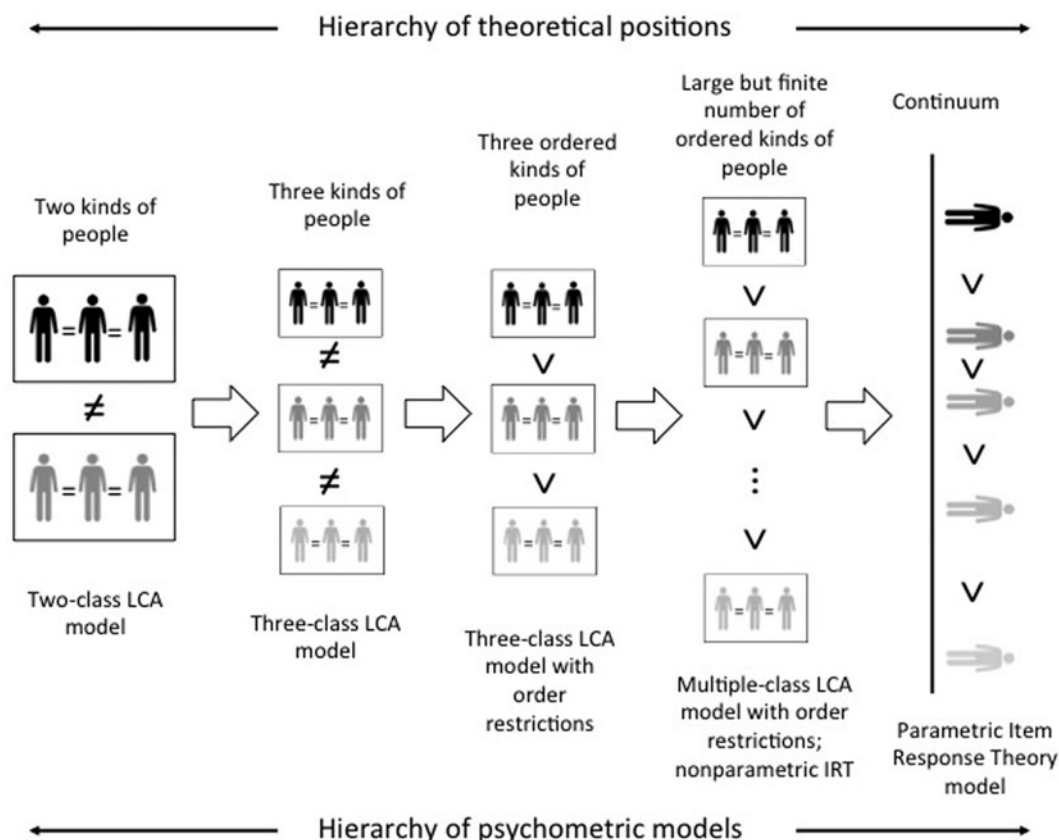 Hierarchy of theoretical positions
Two kinds of
people
=
=
≠
=
=
Two-class LCA
model
Three kinds of
people
=
=
≠
=
=
≠
=
=
Three-class LCA
model
Three ordered
kinds of
people
=
=
>
=
=
>
=
=
Three-class LCA
model with
order
restrictions
Large but finite
number of
ordered kinds of
people
=
=
>
=
=
>
⋮
>
=
=
Multiple-class LCA
model with order
restrictions;
nonparametric IRT
Continuum
>
>
>
>
Parametric Item
Response Theory
model
Hierarchy of psychometric models